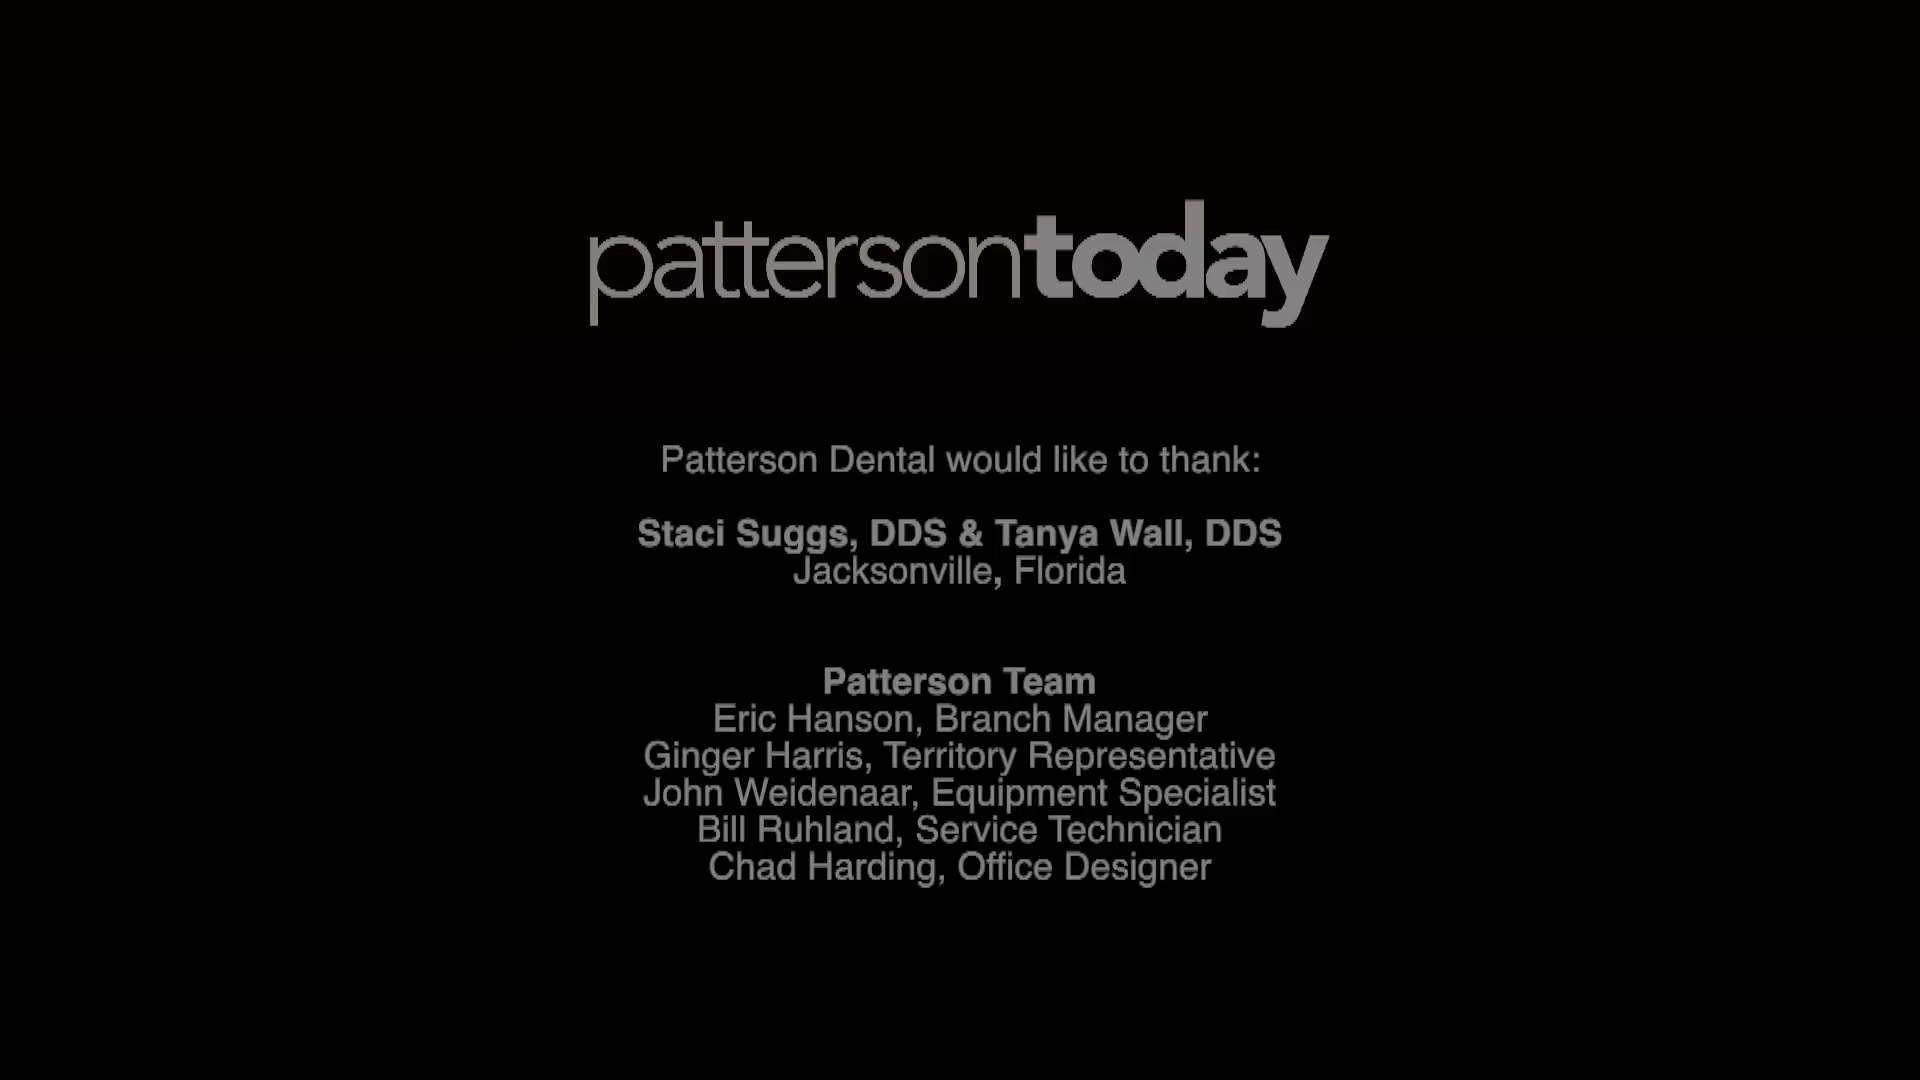 pattersontoday
Patterson Dental would like to thank:
Staci Suggs, DDS & Tanya Wall, DDS
Jacksonville, Florida
Patterson Team
Eric Hanson, Branch Manager
Ginger Harris, Territory Representative
John Weidenaar, Equipment Specialist
Bill Ruhland, Service Technician
Chad Harding, Office Designer